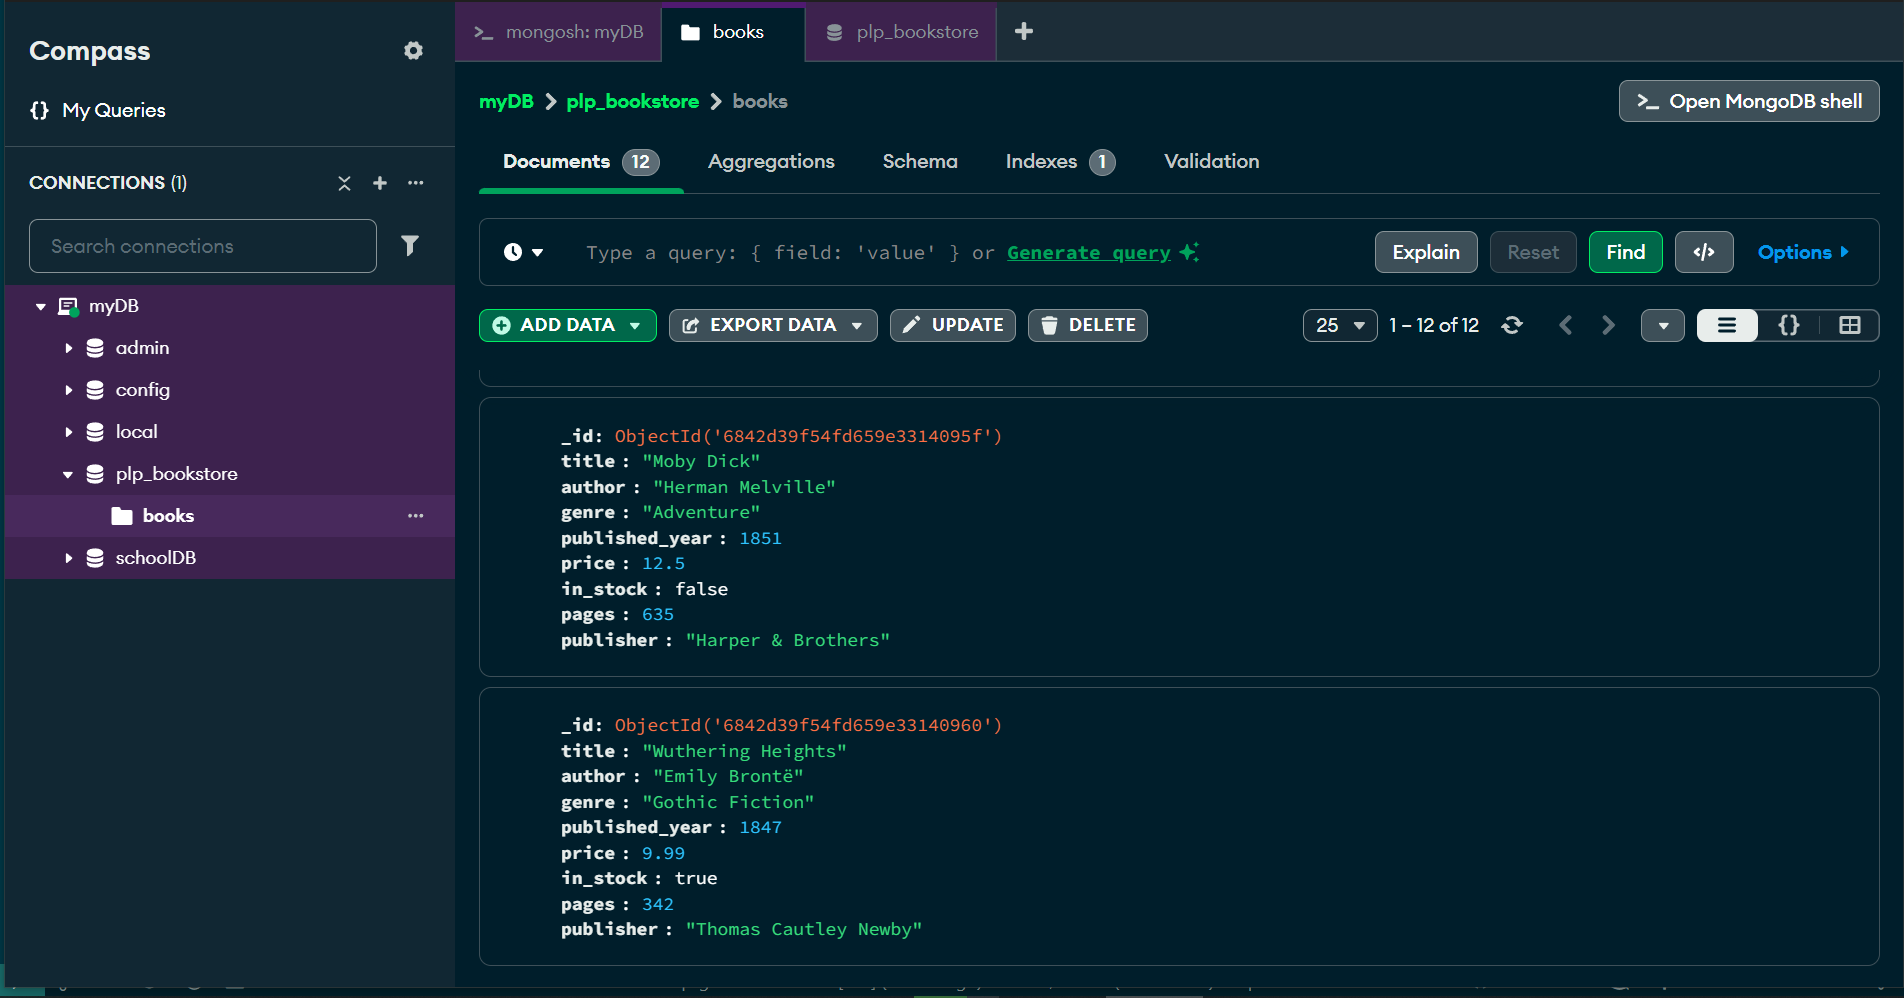 Compass
{} My Queries
CONNECTIONS (1)
Search connections
myDB
admin
config
local
plp_bookstore
books
schoolDB
mongosh: myDB
books
plp_bookstore
myDB > plp_bookstore > books
Open MongoDB shell
Documents 12
Aggregations
Schema
Indexes 1
Validation
Type a query: { field: 'value' } or Generate query
Explain
Reset
Find
</>
Options
ADD DATA
EXPORT DATA
UPDATE
DELETE
25
1 – 12 of 12
{}
_id: ObjectId('6842d39f54fd659e3314095f')
title : "Moby Dick"
author : "Herman Melville"
genre : "Adventure"
published_year : 1851
price : 12.5
in_stock : false
pages : 635
publisher : "Harper & Brothers"
_id: ObjectId('6842d39f54fd659e33140960')
title : "Wuthering Heights"
author : "Emily Brontë"
genre : "Gothic Fiction"
published_year : 1847
price : 9.99
in_stock : true
pages : 342
publisher : "Thomas Cautley Newby"